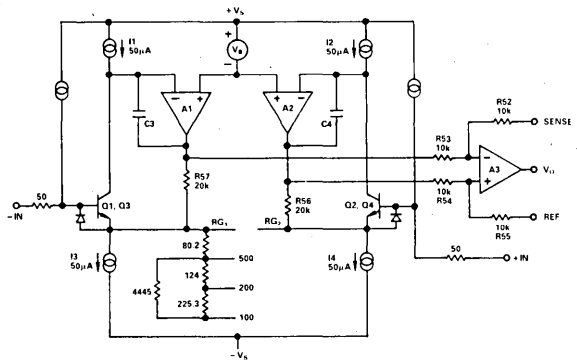 +VS
I1
50µA
+
VB
−
I2
50µA
− +
A1
C3
+ −
A2
C4
R52
10k
SENSE
R53
10k
R57
20k
−
A3
+
VO
10k
R54
R56
20k
50
−IN
Q1, Q3
Q2, Q4
REF
10k
R55
RG1
RG2
80.2
500
50
+IN
I3
50µA
I4
50µA
4445
124
200
225.3
100
−VS